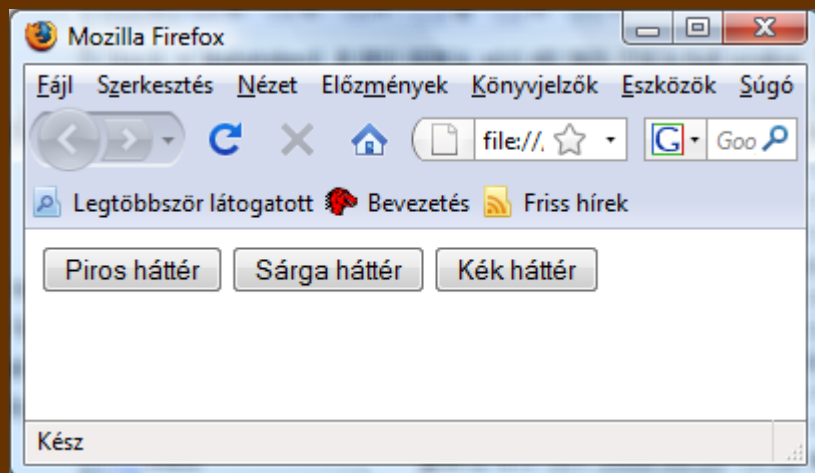 Mozilla Firefox
Fájl Szerkesztés Nézet Előzmények Könyvjelzők Eszközök Súgó
file:///. G Goo
Legtöbbször látogatott Bevezetés Friss hírek
Piros háttér Sárga háttér Kék háttér
Kész